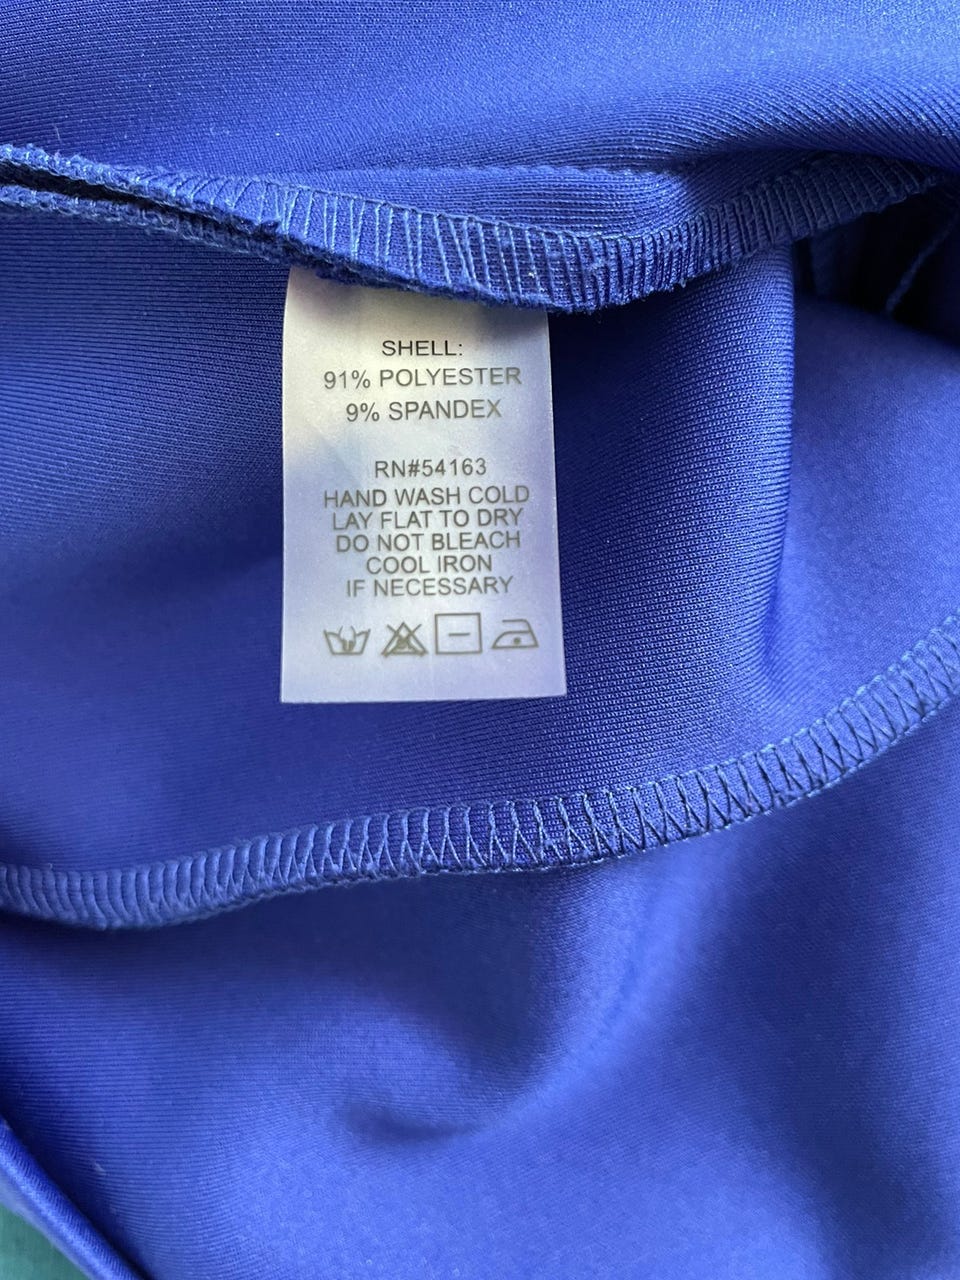 SHELL:
91% POLYESTER
9% SPANDEX
RN#54163
HAND WASH COLD
LAY FLAT TO DRY
DO NOT BLEACH
COOL IRON
IF NECESSARY